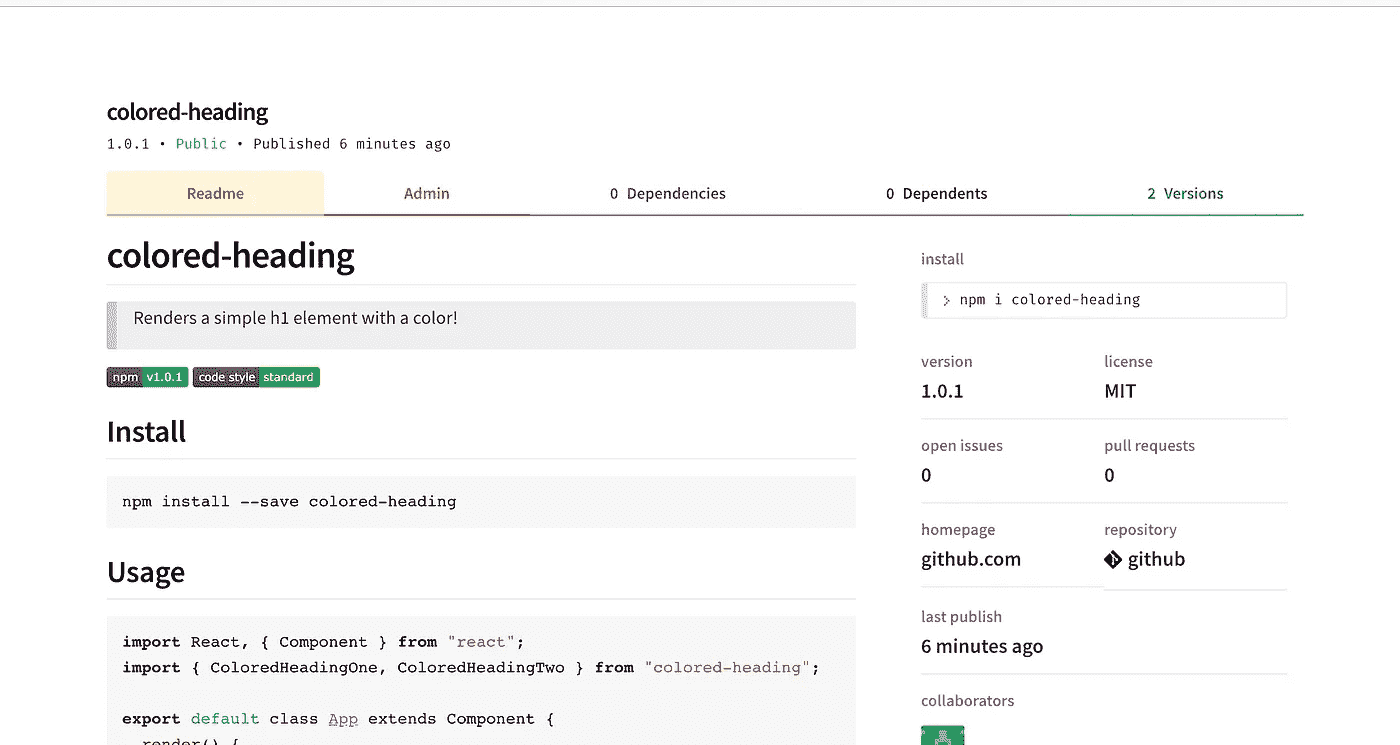 colored-heading
1.0.1 • Public • Published 6 minutes ago
Readme
Admin
0 Dependencies
0 Dependents
2 Versions
colored-heading
Renders a simple h1 element with a color!
npm v1.0.1 code style standard
Install
npm install --save colored-heading
Usage
import React, { Component } from "react";
import { ColoredHeadingOne, ColoredHeadingTwo } from "colored-heading";
export default class App extends Component {
render() {
install
> npm i colored-heading
version
1.0.1
license
MIT
open issues
0
pull requests
0
homepage
github.com
repository
github
last publish
6 minutes ago
collaborators